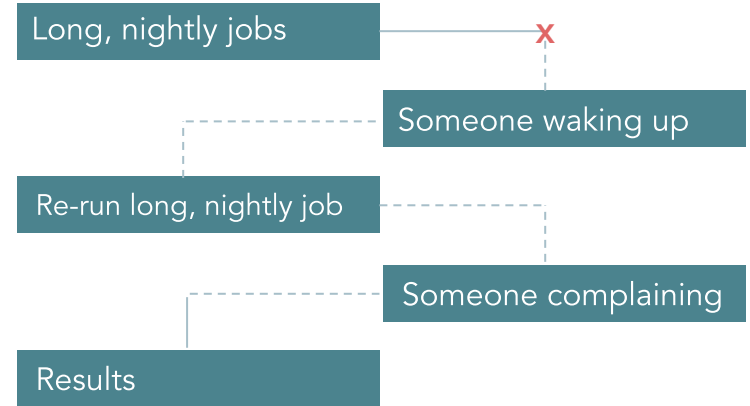 Long, nightly jobs
x
Someone waking up
Re-run long, nightly job
Someone complaining
Results